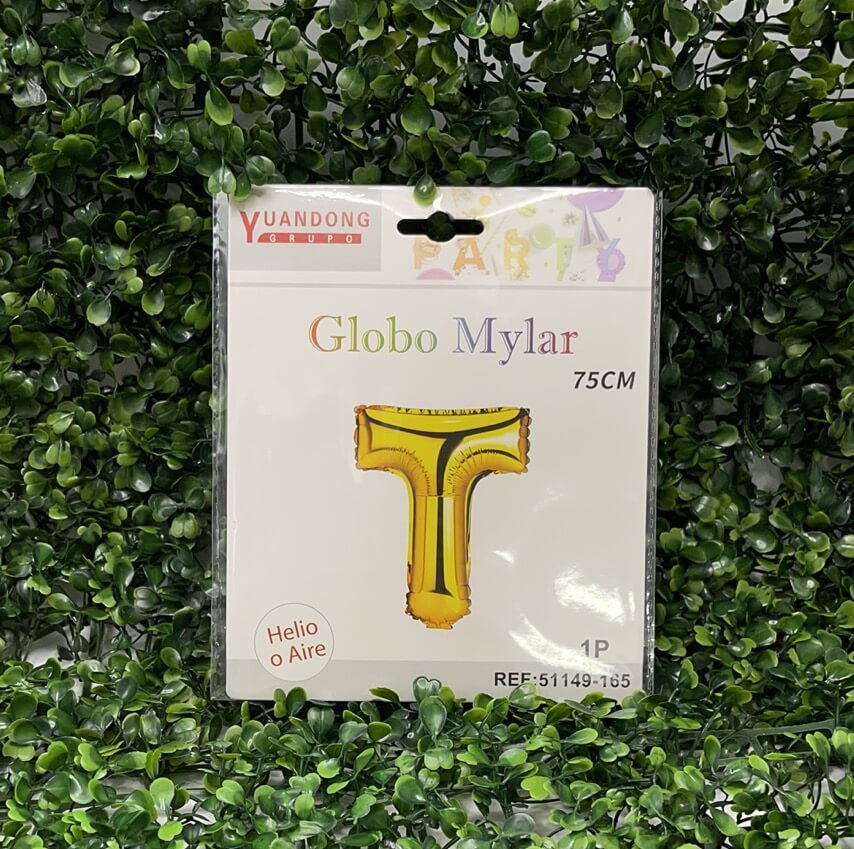 YUANDONG
GRUPO
PARTY
Globo Mylar
75CM
T
Helio
o Aire
1P
REF:51149-165